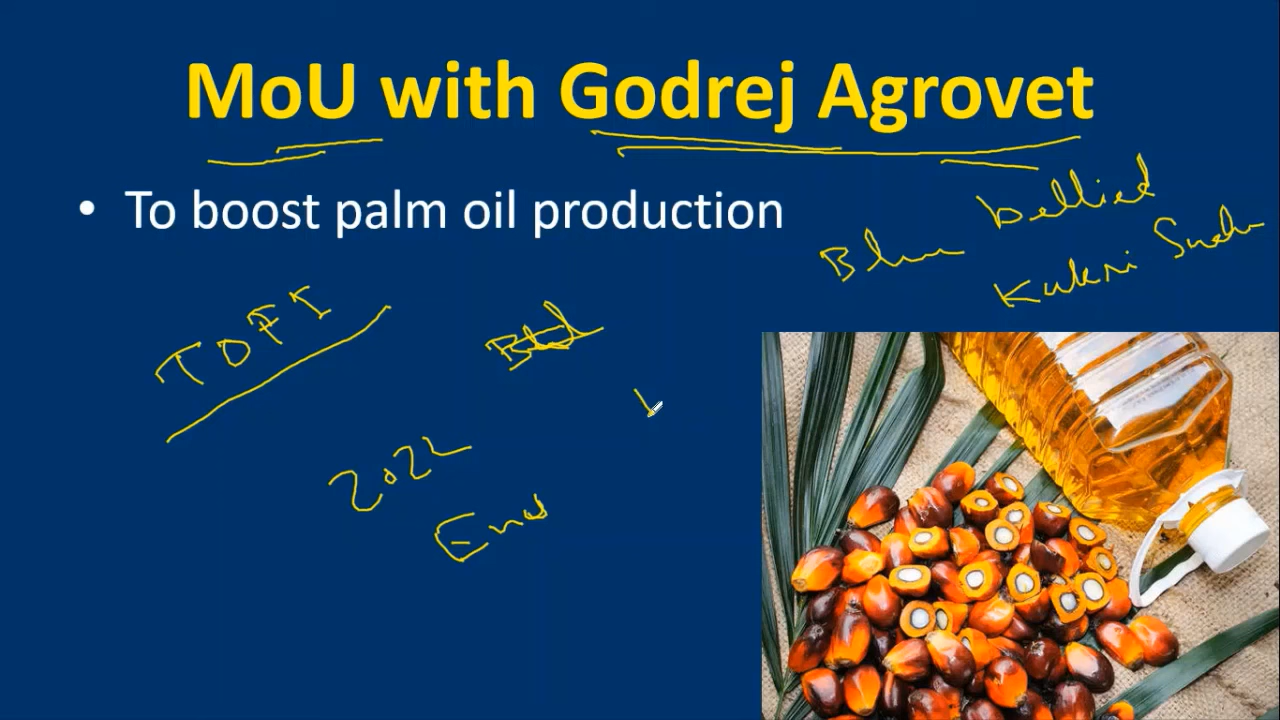 MoU with Godrej Agrovet
• To boost palm oil production
bellied
Blue
Kukri Snake
TOFI
2022
End